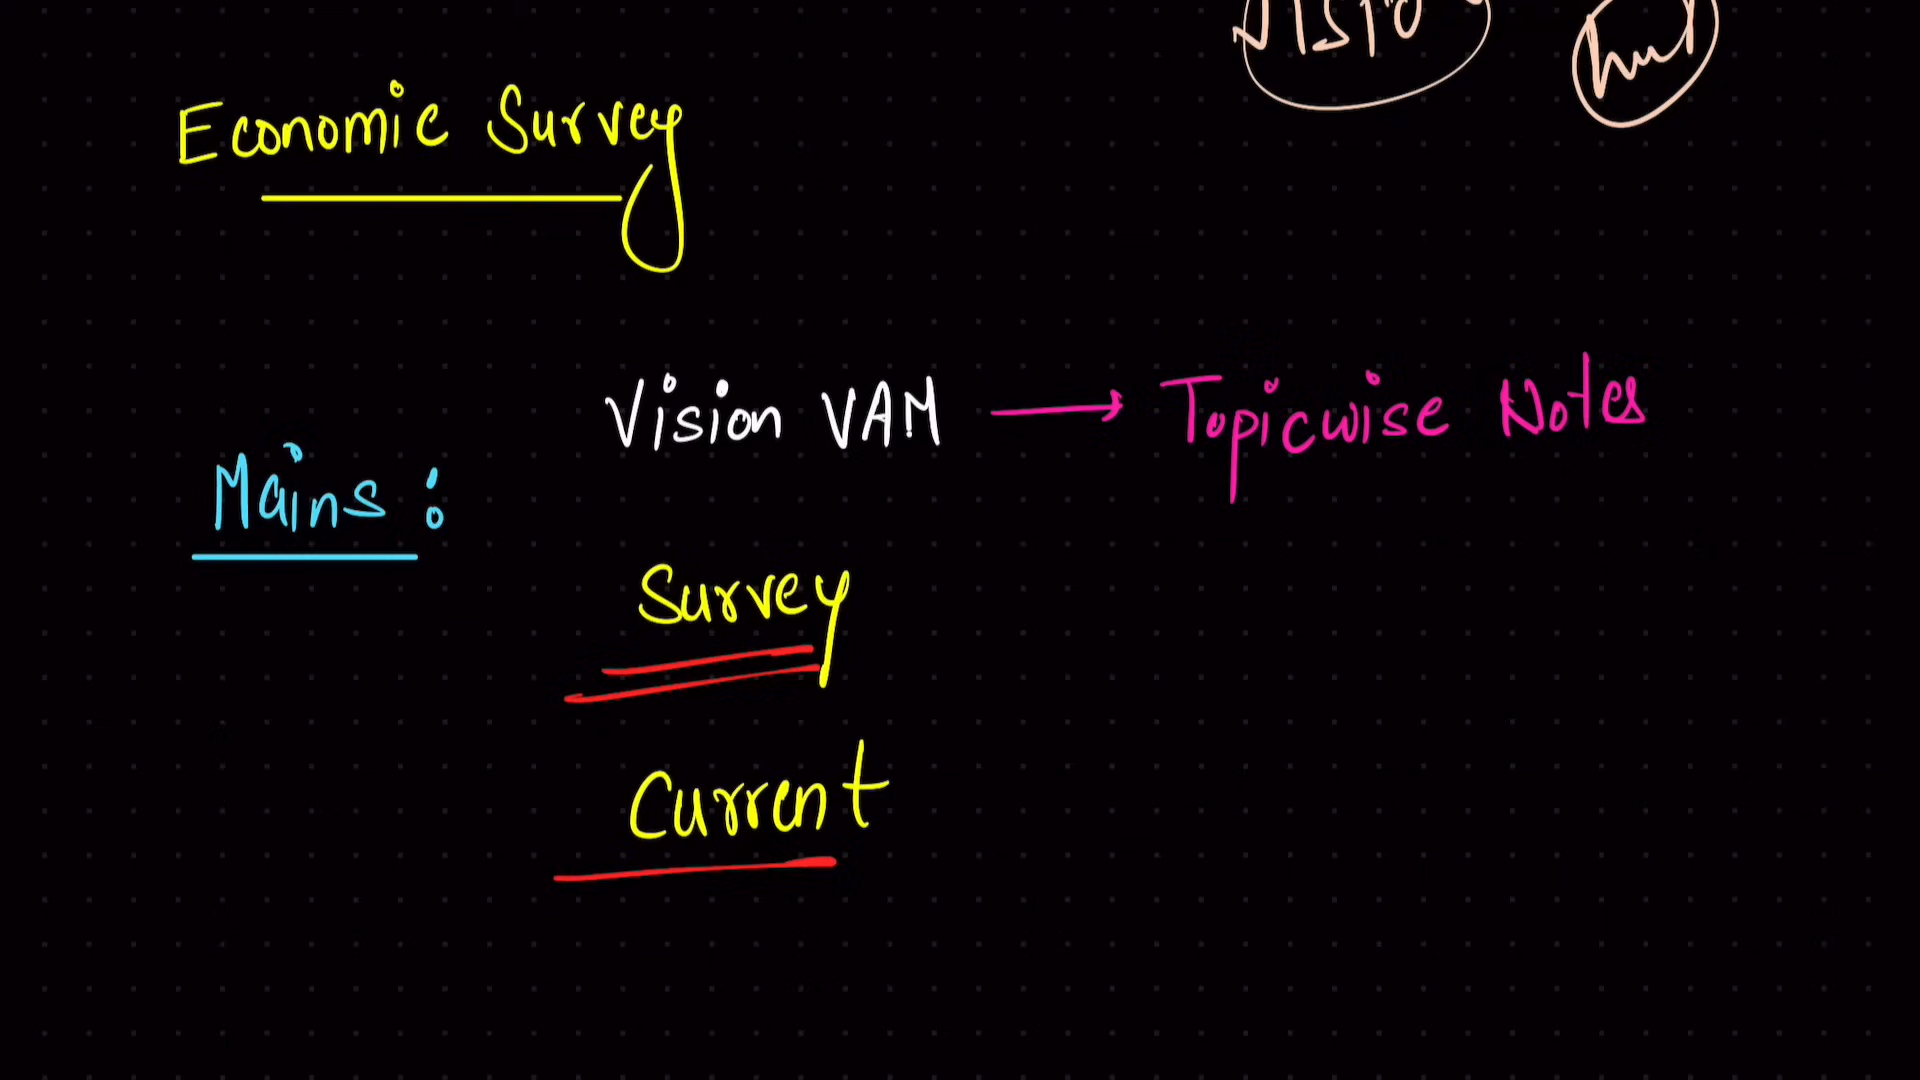 Economic Survey
Vision VAM → Topicwise Notes
Mains :
Survey
Current